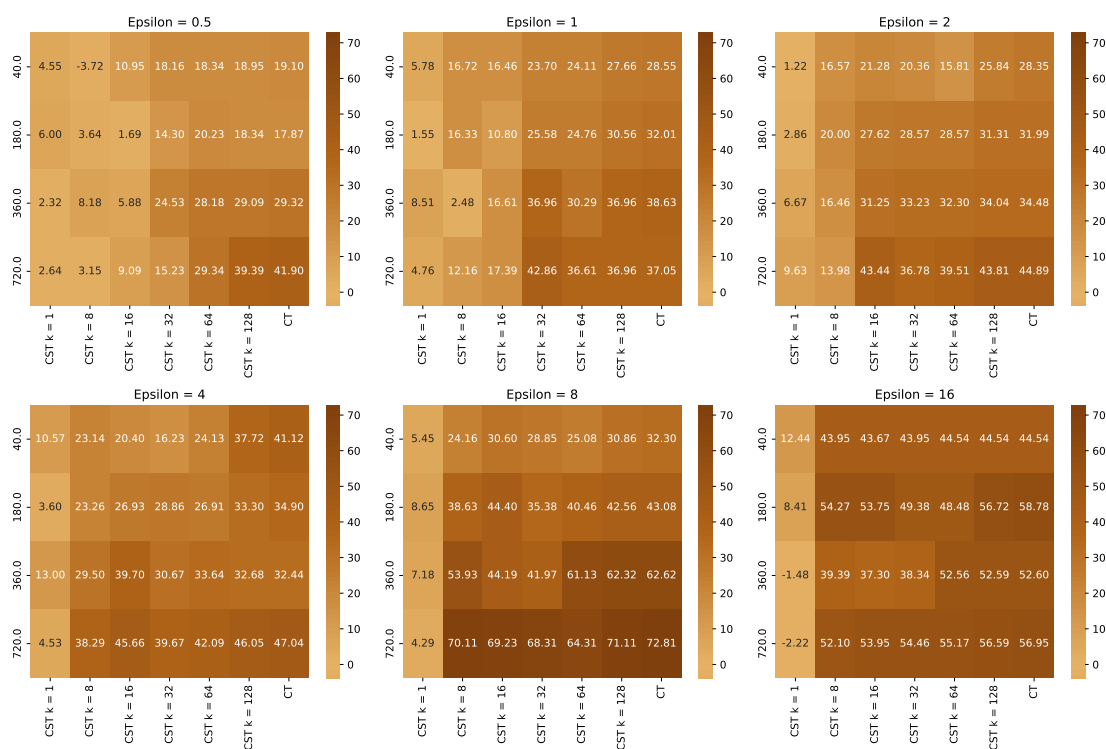 Epsilon = 0.5
40.0 4.55 -3.72 10.95 18.16 18.34 18.95 19.10
180.0 6.00 3.64 1.69 14.30 20.23 18.34 17.87
360.0 2.32 8.18 5.88 24.53 28.18 29.09 29.32
720.0 2.64 3.15 9.09 15.23 29.34 39.39 41.90
CST k = 1
CST k = 8
CST k = 16
CST k = 32
CST k = 64
CST k = 128
CT
70
60
50
40
30
20
10
0
Epsilon = 1
40.0 5.78 16.72 16.46 23.70 24.11 27.66 28.55
180.0 1.55 16.33 10.80 25.58 24.76 30.56 32.01
360.0 8.51 2.48 16.61 36.96 30.29 36.96 38.63
720.0 4.76 12.16 17.39 42.86 36.61 36.96 37.05
CST k = 1
CST k = 8
CST k = 16
CST k = 32
CST k = 64
CST k = 128
CT
70
60
50
40
30
20
10
0
Epsilon = 2
40.0 1.22 16.57 21.28 20.36 15.81 25.84 28.35
180.0 2.86 20.00 27.62 28.57 28.57 31.31 31.99
360.0 6.67 16.46 31.25 33.23 32.30 34.04 34.48
720.0 9.63 13.98 43.44 36.78 39.51 43.81 44.89
CST k = 1
CST k = 8
CST k = 16
CST k = 32
CST k = 64
CST k = 128
CT
70
60
50
40
30
20
10
0
Epsilon = 4
40.0 10.57 23.14 20.40 16.23 24.13 37.72 41.12
180.0 3.60 23.26 26.93 28.86 26.91 33.30 34.90
360.0 13.00 29.50 39.70 30.67 33.64 32.68 32.44
720.0 4.53 38.29 45.66 39.67 42.09 46.05 47.04
CST k = 1
CST k = 8
CST k = 16
CST k = 32
CST k = 64
CST k = 128
CT
70
60
50
40
30
20
10
0
Epsilon = 8
40.0 5.45 24.16 30.60 28.85 25.08 30.86 32.30
180.0 8.65 38.63 44.40 35.38 40.46 42.56 43.08
360.0 7.18 53.93 44.19 41.97 61.13 62.32 62.62
720.0 4.29 70.11 69.23 68.31 64.31 71.11 72.81
CST k = 1
CST k = 8
CST k = 16
CST k = 32
CST k = 64
CST k = 128
CT
70
60
50
40
30
20
10
0
Epsilon = 16
40.0 12.44 43.95 43.67 43.95 44.54 44.54 44.54
180.0 8.41 54.27 53.75 49.38 48.48 56.72 58.78
360.0 -1.48 39.39 37.30 38.34 52.56 52.59 52.60
720.0 -2.22 52.10 53.95 54.46 55.17 56.59 56.95
CST k = 1
CST k = 8
CST k = 16
CST k = 32
CST k = 64
CST k = 128
CT
70
60
50
40
30
20
10
0